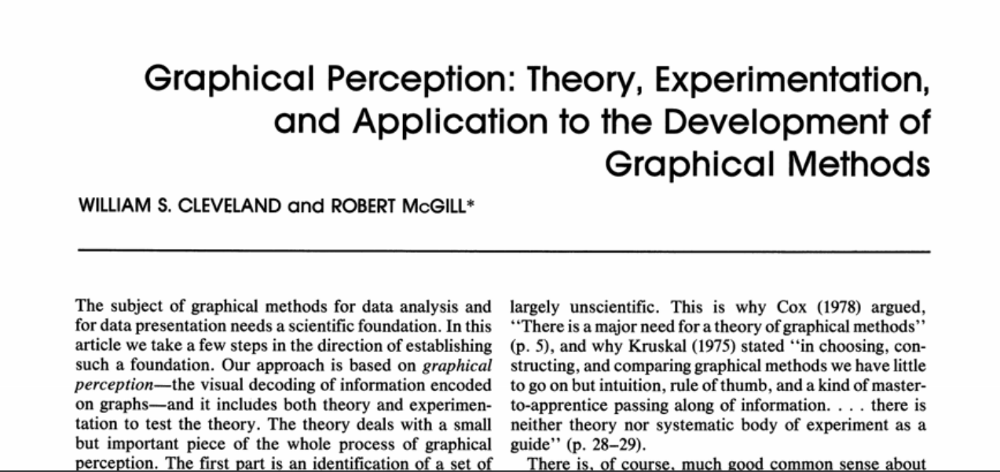 Graphical Perception: Theory, Experimentation,
and Application to the Development of
Graphical Methods
WILLIAM S. CLEVELAND and ROBERT McGILL*
The subject of graphical methods for data analysis and
for data presentation needs a scientific foundation. In this
article we take a few steps in the direction of establishing
such a foundation. Our approach is based on graphical
perception—the visual decoding of information encoded
on graphs—and it includes both theory and experimen-
tation to test the theory. The theory deals with a small
but important piece of the whole process of graphical
perception. The first part is an identification of a set of
largely unscientific. This is why Cox (1978) argued,
“There is a major need for a theory of graphical methods”
(p. 5), and why Kruskal (1975) stated “in choosing, con-
structing, and comparing graphical methods we have little
to go on but intuition, rule of thumb, and a kind of master-
to-apprentice passing along of information. . . . there is
neither theory nor systematic body of experiment as a
guide” (p. 28–29).
There is, of course, much good common sense about